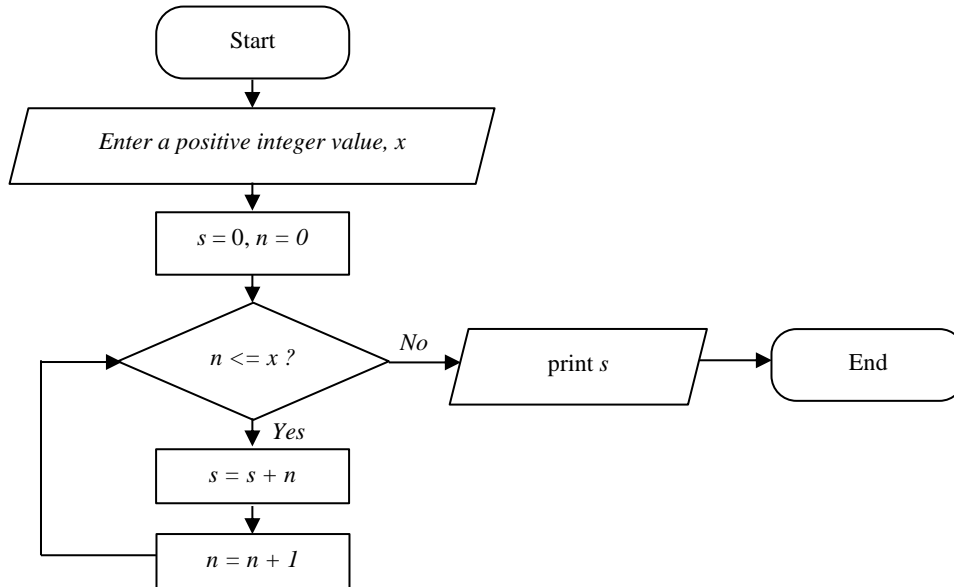 Start
Enter a positive integer value, x
s = 0, n = 0
n <= x ?
No
print s
End
Yes
s = s + n
n = n + 1